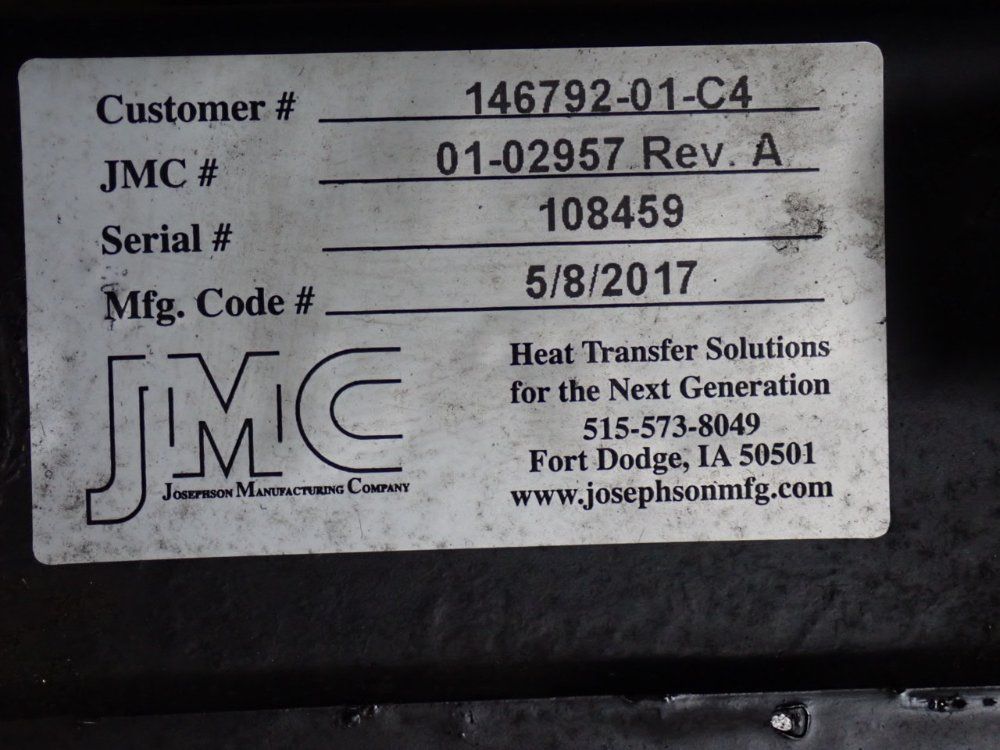 Customer # 146792-01-C4
JMC # 01-02957 Rev. A
Serial # 108459
Mfg. Code # 5/8/2017
JMC
Josephson Manufacturing Company
Heat Transfer Solutions
for the Next Generation
515-573-8049
Fort Dodge, IA 50501
www.josephsonmfg.com